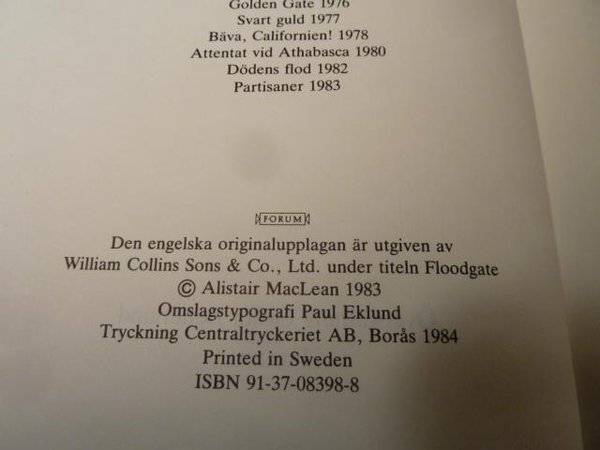 Golden Gate 1976
Svart guld 1977
Bäva, Californien! 1978
Attentat vid Athabasca 1980
Dödens flod 1982
Partisaner 1983
FORUM
Den engelska originalupplagan är utgiven av
William Collins Sons & Co., Ltd. under titeln Floodgate
© Alistair MacLean 1983
Omslagstypografi Paul Eklund
Tryckning Centraltryckeriet AB, Borås 1984
Printed in Sweden
ISBN 91-37-08398-8